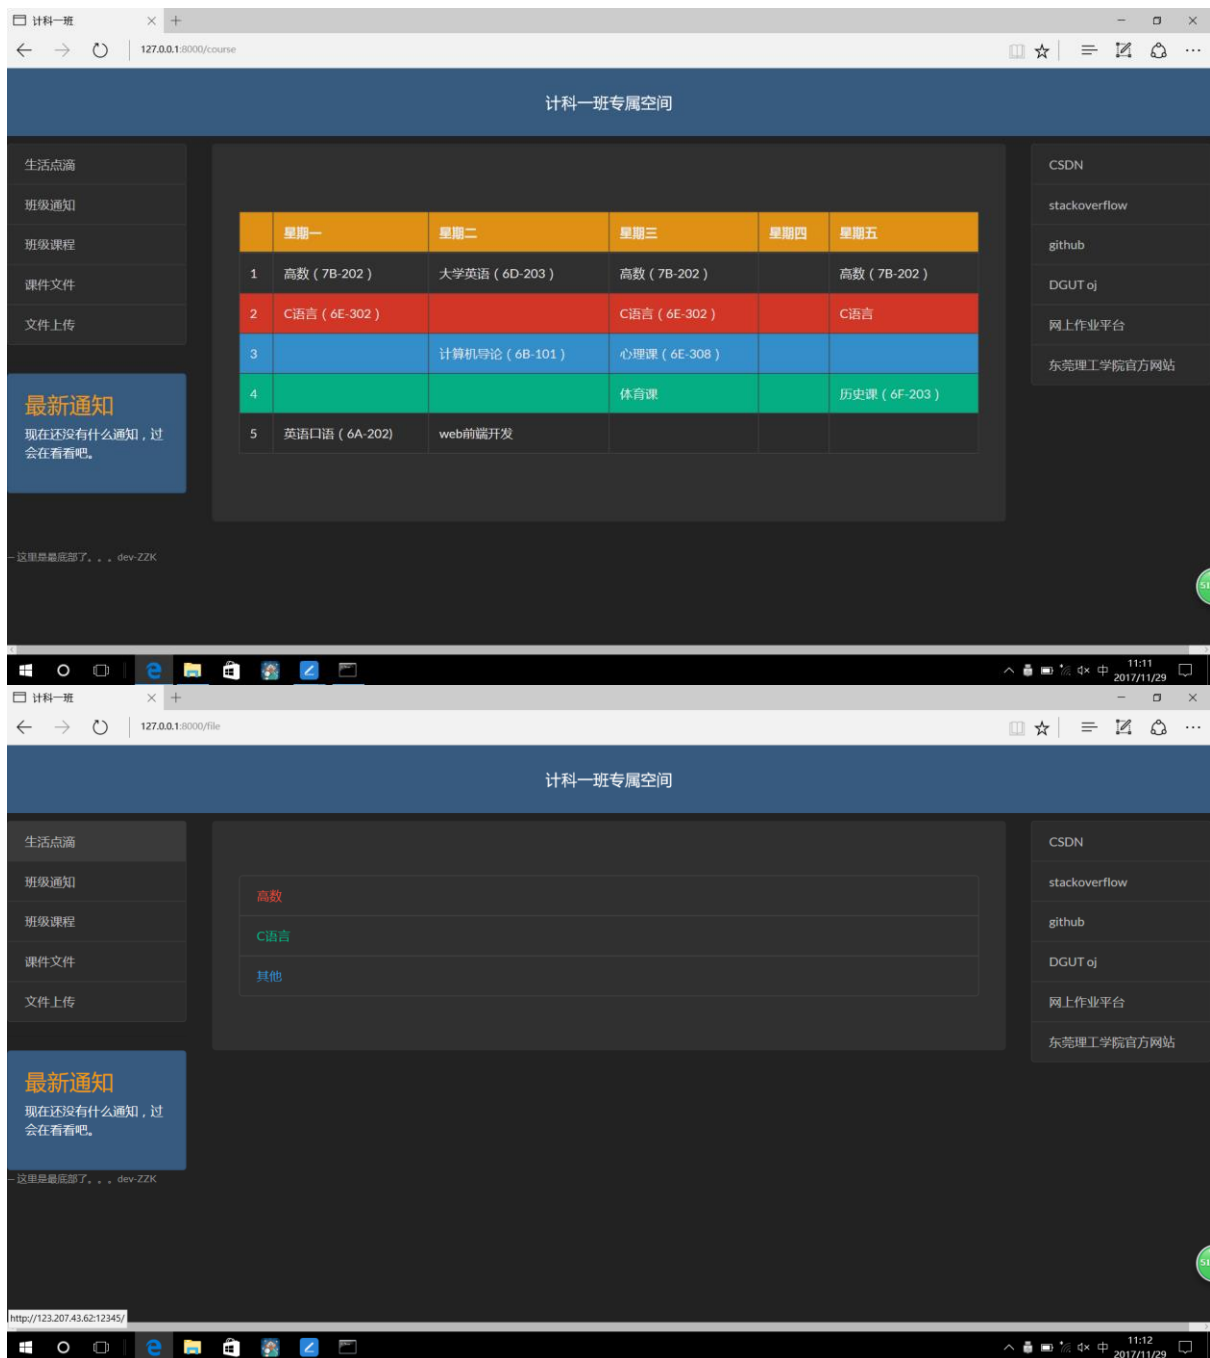 计科一班
127.0.0.1:8000/course
计科一班专属空间
生活点滴
班级通知
班级课程
课件文件
文件上传
最新通知
现在还没有什么通知，过
会在看看吧。
星期一 星期二 星期三 星期四 星期五
1 高数（7B-202） 大学英语（6D-203） 高数（7B-202） 高数（7B-202）
2 C语言（6E-302） C语言（6E-302） C语言
3 计算机导论（6B-101） 心理课（6E-308）
4 体育课 历史课（6F-203）
5 英语口语（6A-202) web前端开发
CSDN
stackoverflow
github
DGUT oj
网上作业平台
东莞理工学院官方网站
– 这里是最底部了。。。dev-ZZK
51
中
11:11
2017/11/29
计科一班
127.0.0.1:8000/file
计科一班专属空间
生活点滴
班级通知
班级课程
课件文件
文件上传
最新通知
现在还没有什么通知，过
会在看看吧。
高数
C语言
其他
CSDN
stackoverflow
github
DGUT oj
网上作业平台
东莞理工学院官方网站
– 这里是最底部了。。。dev-ZZK
51
http://123.207.43.62:12345/
中
11:12
2017/11/29